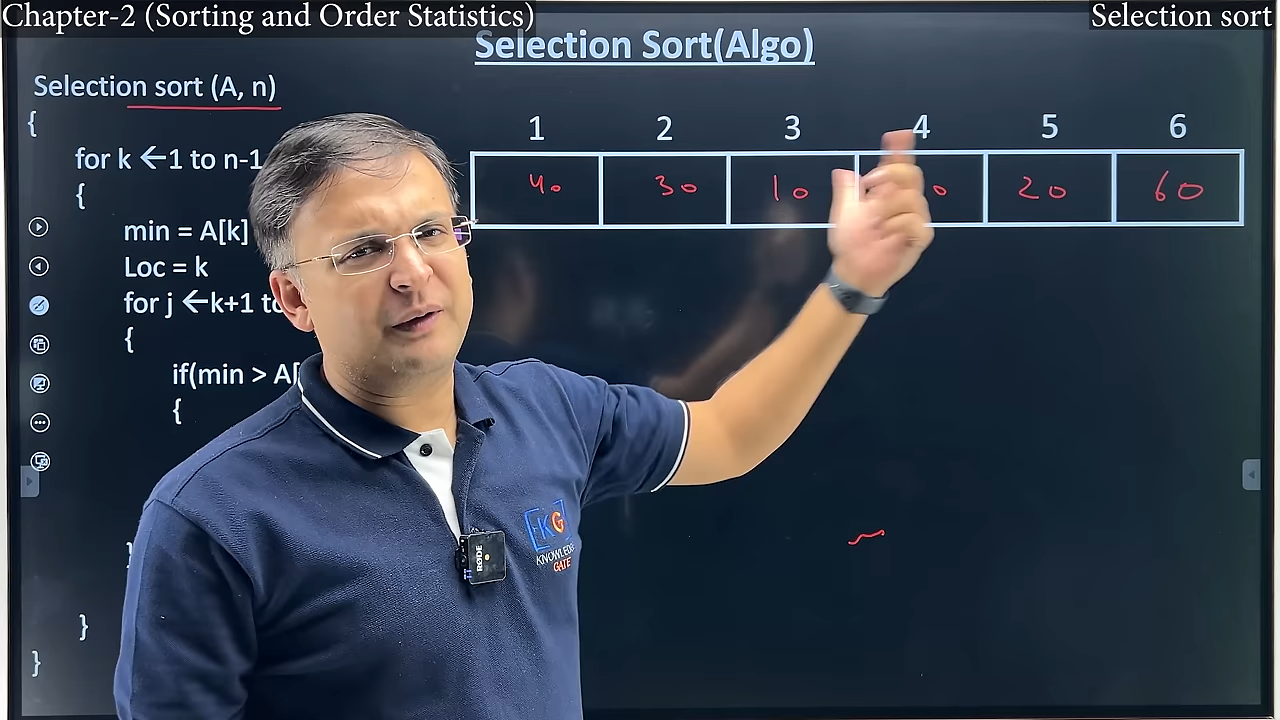 Chapter-2 (Sorting and Order Statistics)
Selection sort
Selection Sort(Algo)
Selection sort (A, n)
{
for k ←1 to n-1
{
min = A[k]
Loc = k
for j ←k+1
{
if(min > A[
{
}
}
1 2 3 4 5 6
40 30 10 20 60
RØDE
KG
KNOWLEDGE
GATE